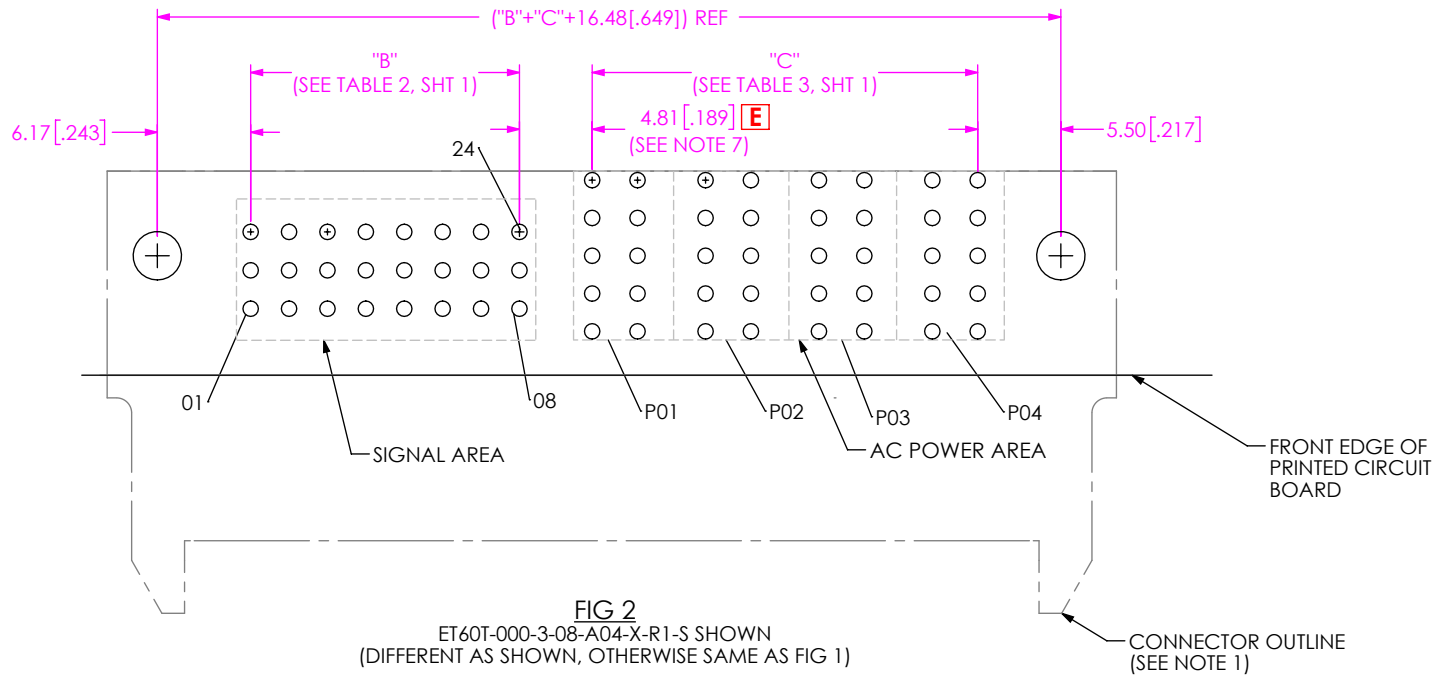 ("B"+"C"+16.48[.649]) REF
"B"
(SEE TABLE 2, SHT 1)
"C"
(SEE TABLE 3, SHT 1)
6.17[.243]
4.81[.189] E
(SEE NOTE 7)
5.50[.217]
24
01
08
P01
P02
P03
P04
SIGNAL AREA
AC POWER AREA
FRONT EDGE OF
PRINTED CIRCUIT
BOARD
FIG 2
ET60T-000-3-08-A04-X-R1-S SHOWN
(DIFFERENT AS SHOWN, OTHERWISE SAME AS FIG 1)
CONNECTOR OUTLINE
(SEE NOTE 1)